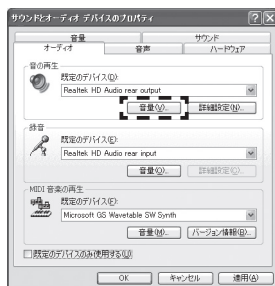 サウンドとオーディオ デバイスのプロパティ
音量 サウンド
オーディオ 音声 ハードウェア
音の再生
既定のデバイス(D):
Realtek HD Audio rear output
音量(V)... 詳細設定(N)...
録音
既定のデバイス(E):
Realtek HD Audio rear input
音量(O)... 詳細設定(C)...
MIDI 音楽の再生
既定のデバイス(F):
Microsoft GS Wavetable SW Synth
音量(M)... バージョン情報(B)...
既定のデバイスのみ使用する(U)
OK キャンセル 適用(A)